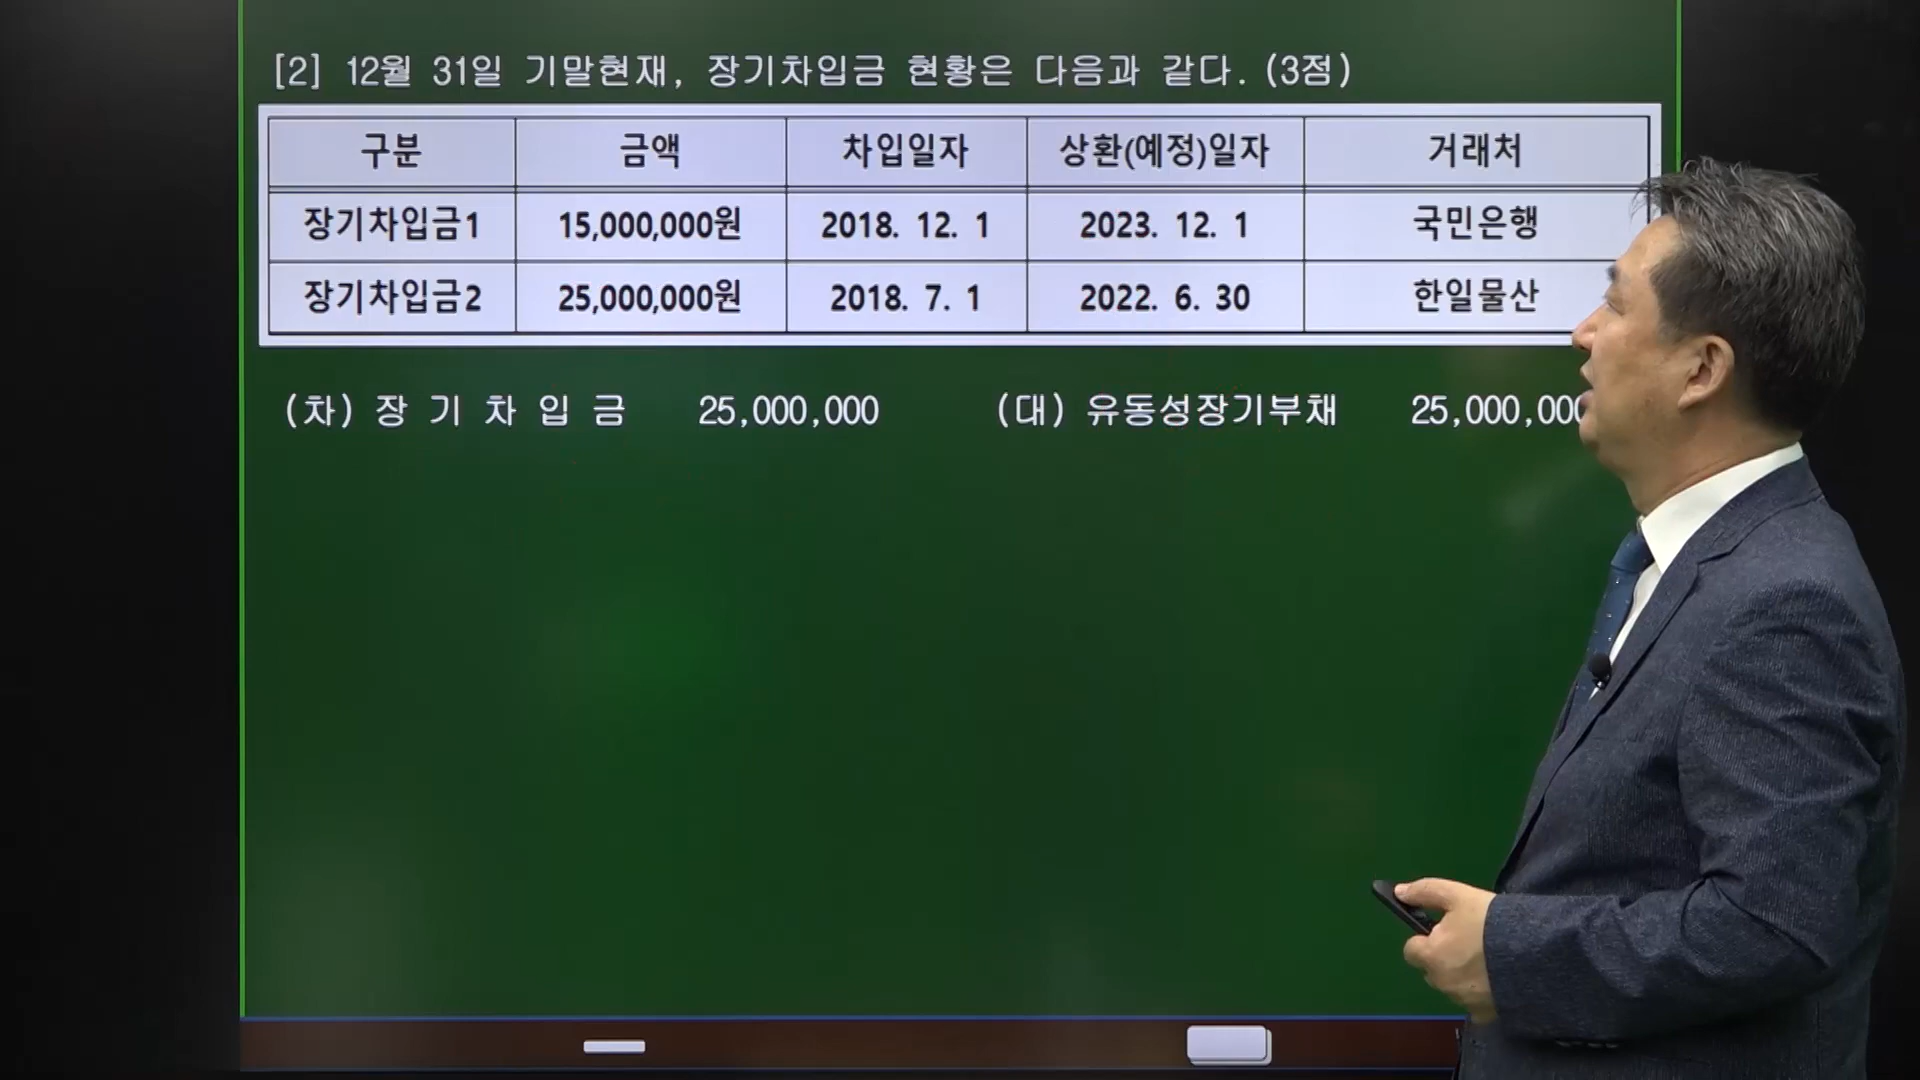 [2] 12월 31일 기말현재, 장기차입금 현황은 다음과 같다. (3점)
구분 금액 차입일자 상환(예정)일자 거래처
장기차입금1 15,000,000원 2018. 12. 1 2023. 12. 1 국민은행
장기차입금2 25,000,000원 2018. 7. 1 2022. 6. 30 한일물산
(차) 장 기 차 입 금 25,000,000 (대) 유동성장기부채 25,000,000